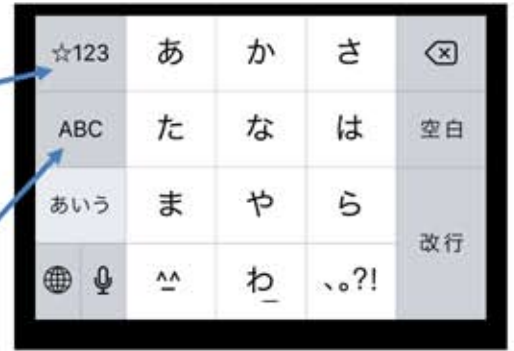 ☆123 あ か さ
ABC た な は 空白
あいう ま や ら 改行
^^ わ 、。?!